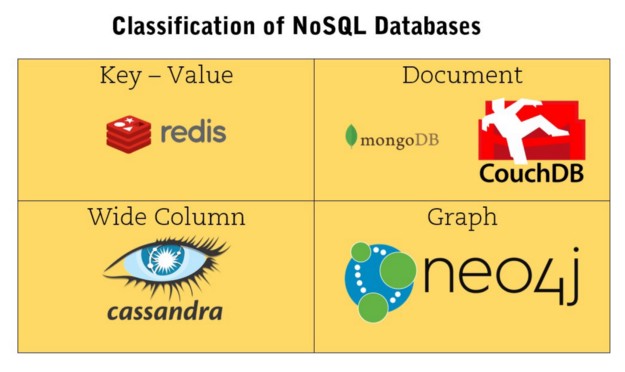 Classification of NoSQL Databases
Key – Value
redis
Document
mongoDB
CouchDB
Wide Column
cassandra
Graph
neo4j